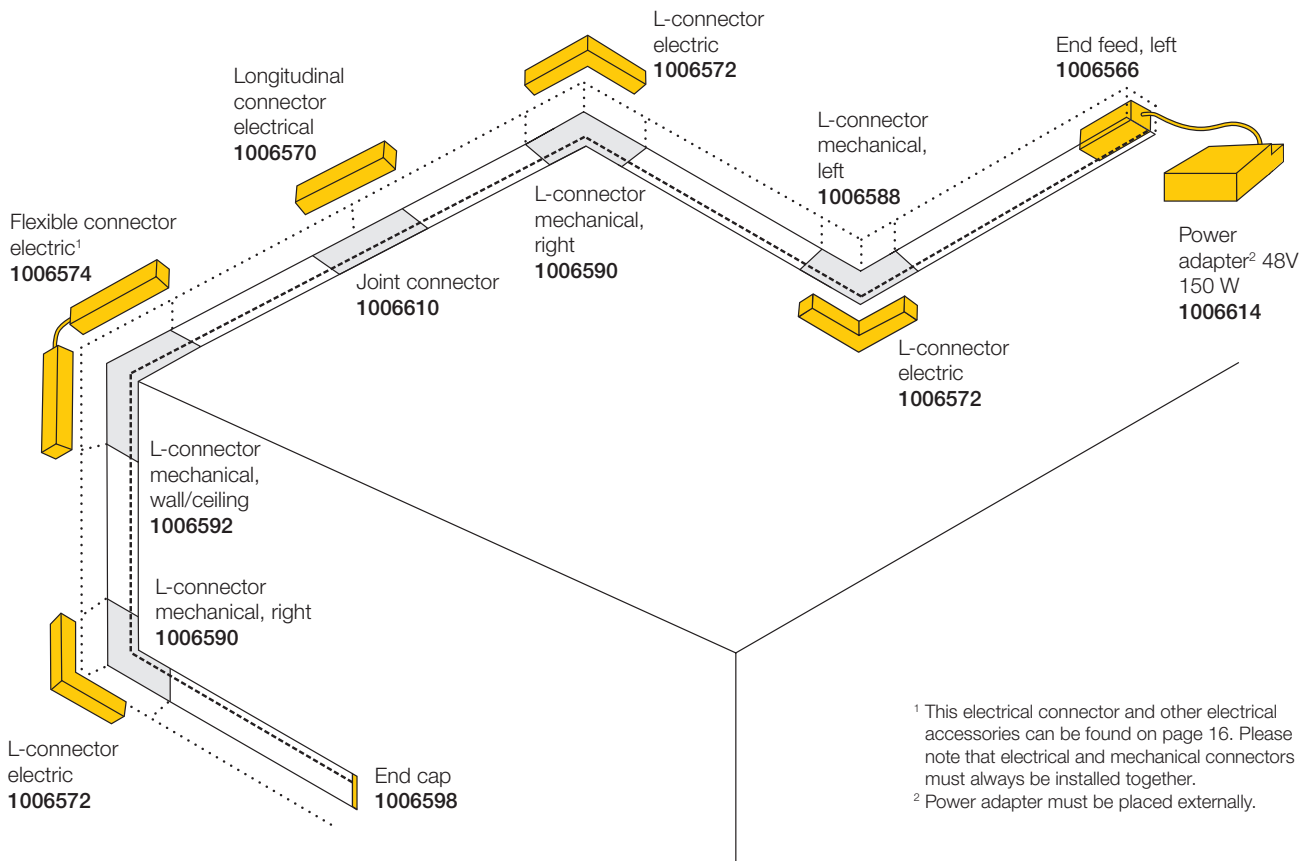 L-connector
electric
1006572
End feed, left
1006566
Longitudinal
connector
electrical
1006570
L-connector
mechanical,
left
1006588
Flexible connector
electric¹
1006574
L-connector
mechanical,
right
1006590
Power
adapter² 48V
150 W
1006614
Joint connector
1006610
L-connector
electric
1006572
L-connector
mechanical,
wall/ceiling
1006592
L-connector
mechanical, right
1006590
L-connector
electric
1006572
End cap
1006598
¹ This electrical connector and other electrical
accessories can be found on page 16. Please
note that electrical and mechanical connectors
must always be installed together.
² Power adapter must be placed externally.